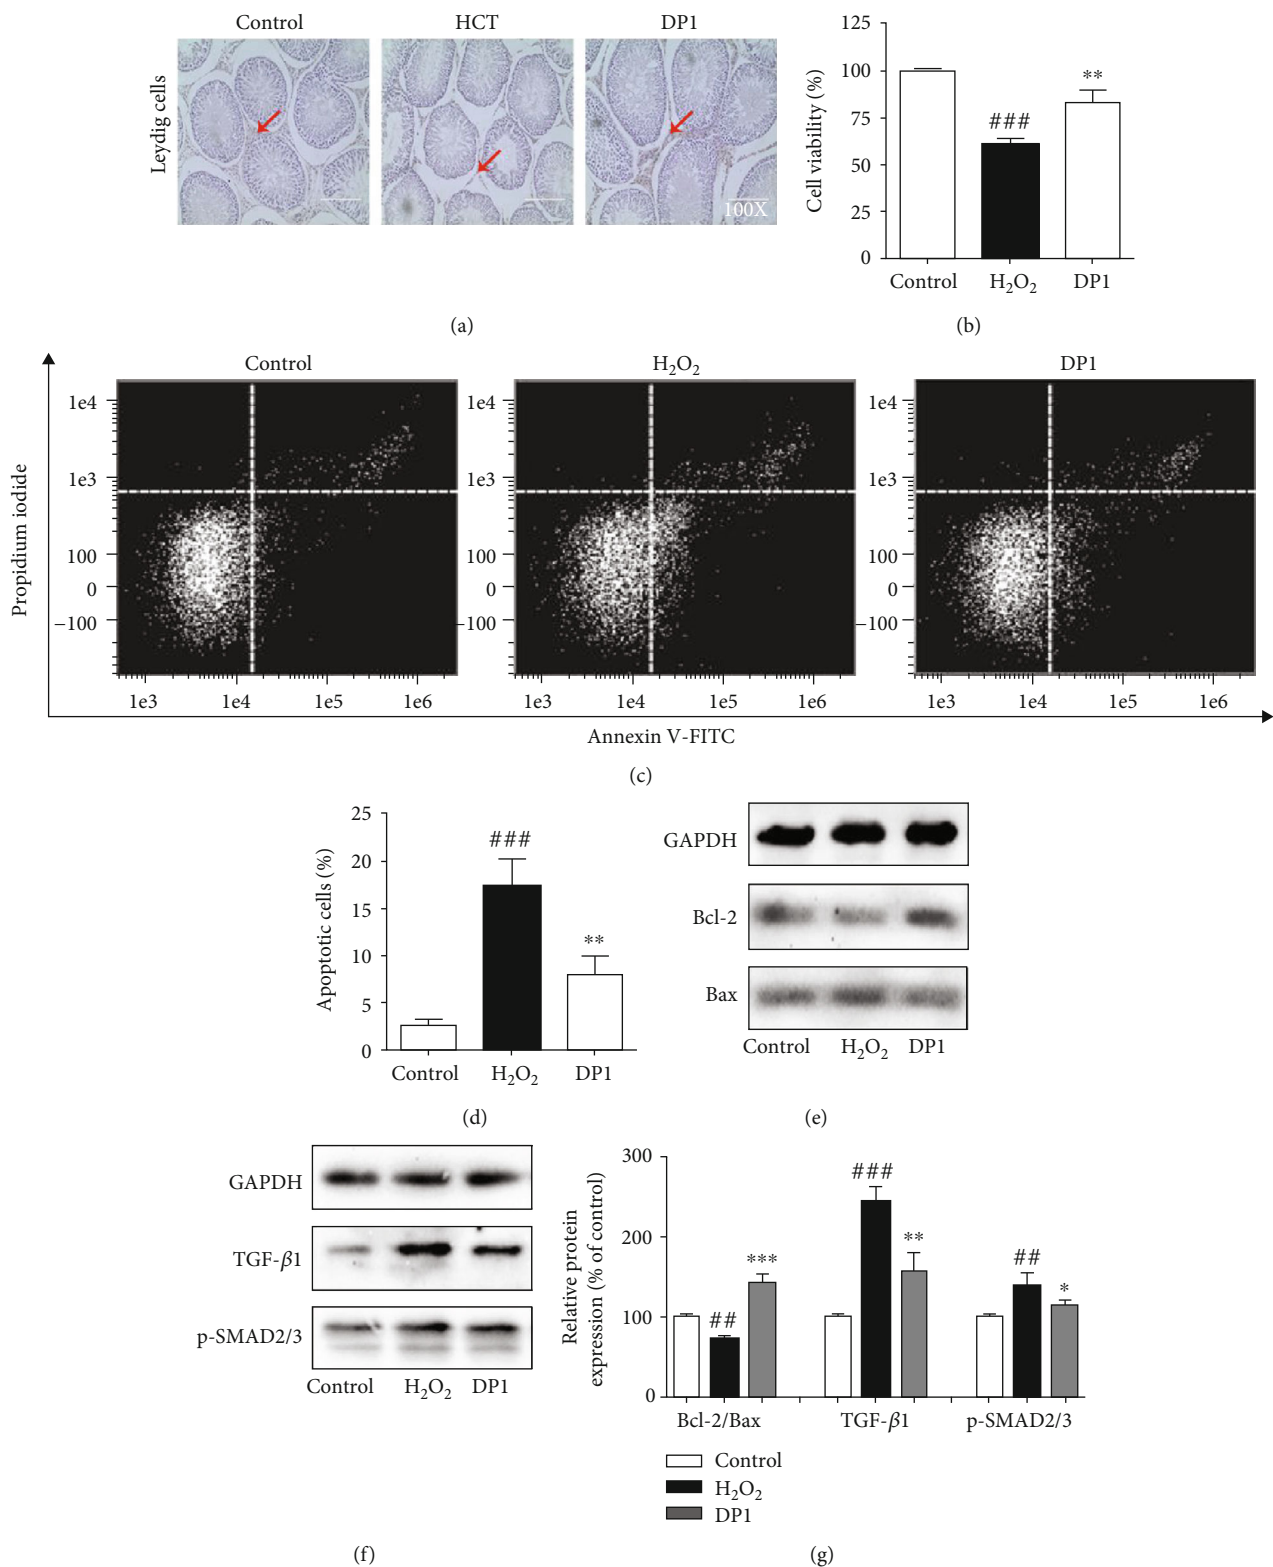 Control HCT DP1
Leydig cells
100X
(a)
125
100
75
50
25
0
Cell viability (%)
###
**
Control H₂O₂ DP1
(b)
Control H₂O₂ DP1
Propidium iodide
1e4 1e4 1e4
1e3 1e3 1e3
100 100 100
0 0 0
−100 −100 −100
1e3 1e4 1e5 1e6 1e3 1e4 1e5 1e6 1e3 1e4 1e5 1e6
Annexin V-FITC
(c)
25
20
15
10
5
0
Apoptotic cells (%)
###
**
Control H₂O₂ DP1
(d)
GAPDH
Bcl-2
Bax
Control H₂O₂ DP1
(e)
GAPDH
TGF-β1
p-SMAD2/3
Control H₂O₂ DP1
(f)
300
200
100
0
Relative protein
expression (% of control)
## *** ### ** ## *
Bcl-2/Bax TGF-β1 p-SMAD2/3
Control
H₂O₂
DP1
(g)